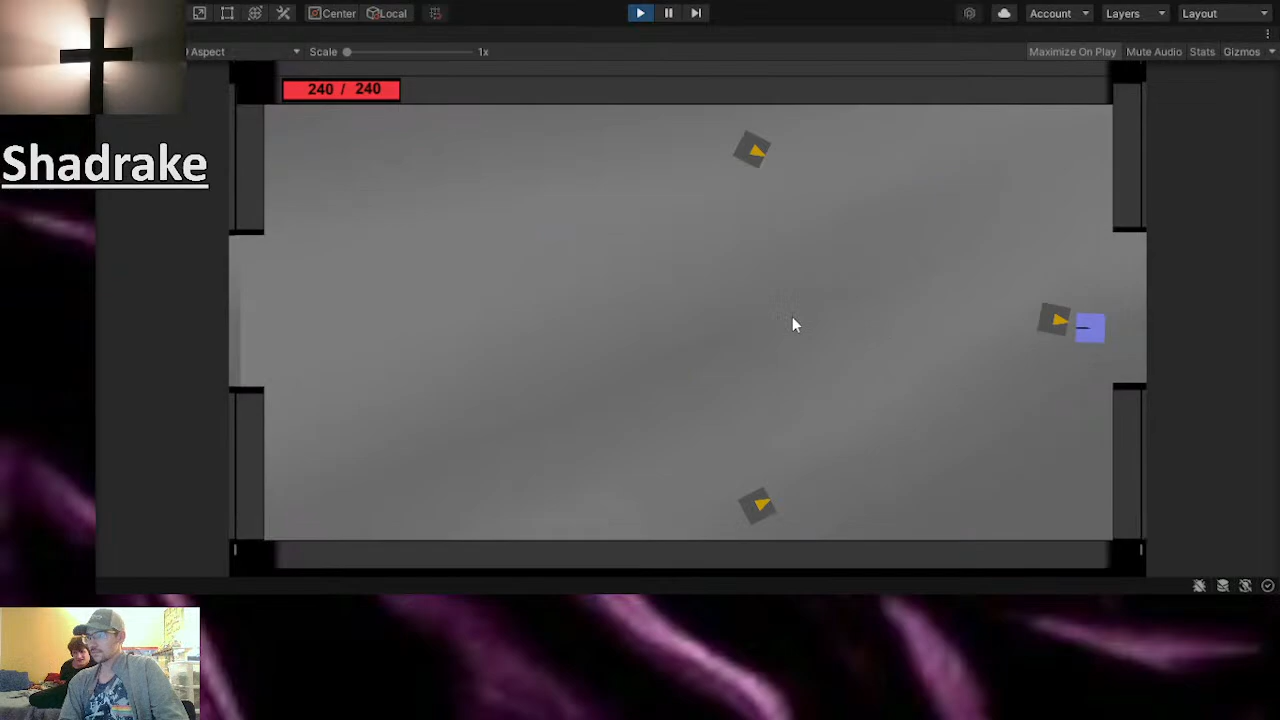 Center Local Account Layers Layout
Aspect Scale 1x Maximize On Play Mute Audio Stats Gizmos
240 / 240
Shadrake